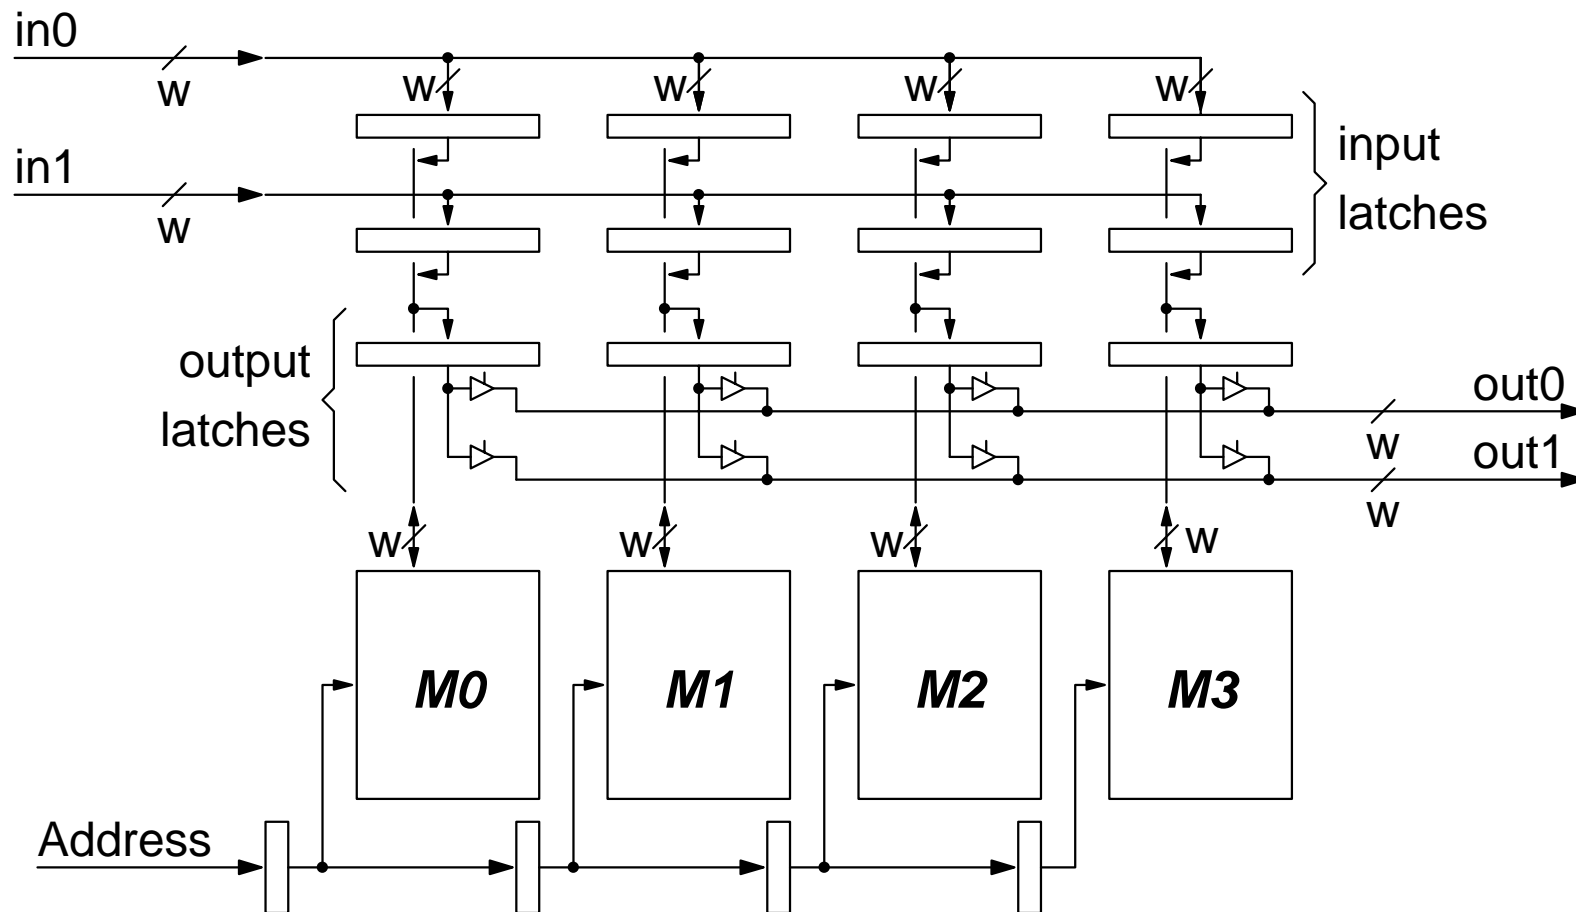 in0
w
w
w
w
w
in1
w
input
latches
output
latches
out0
w
out1
w
w
w
w
w
M0
M1
M2
M3
Address